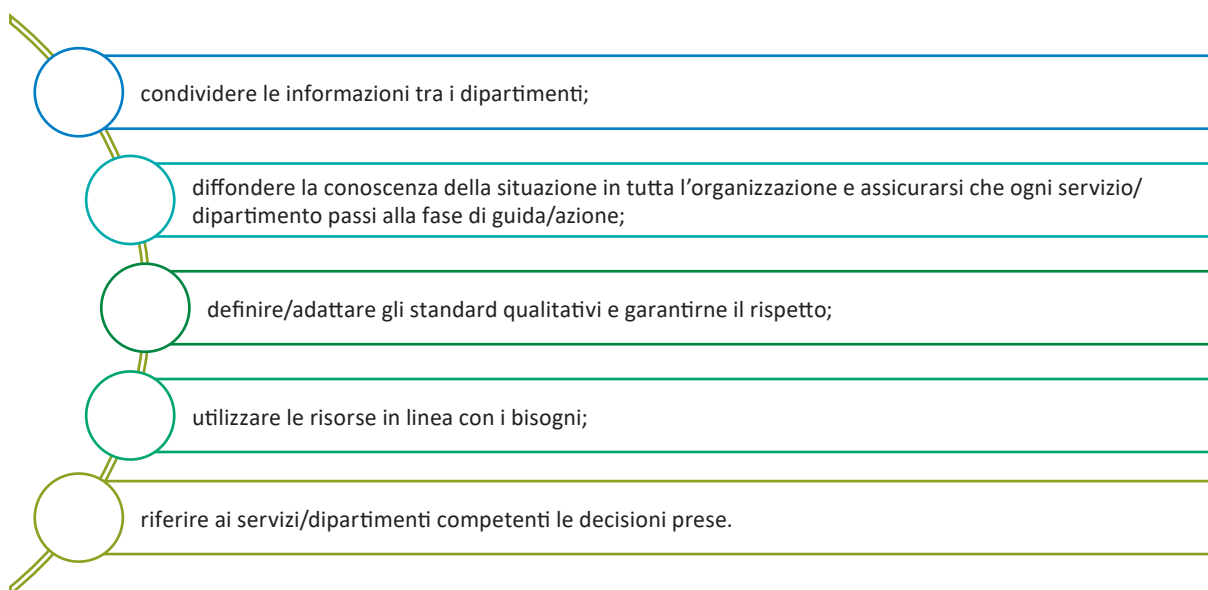 condividere le informazioni tra i dipartimenti;
diffondere la conoscenza della situazione in tutta l'organizzazione e assicurarsi che ogni servizio/
dipartimento passi alla fase di guida/azione;
definire/adattare gli standard qualitativi e garantirne il rispetto;
utilizzare le risorse in linea con i bisogni;
riferire ai servizi/dipartimenti competenti le decisioni prese.